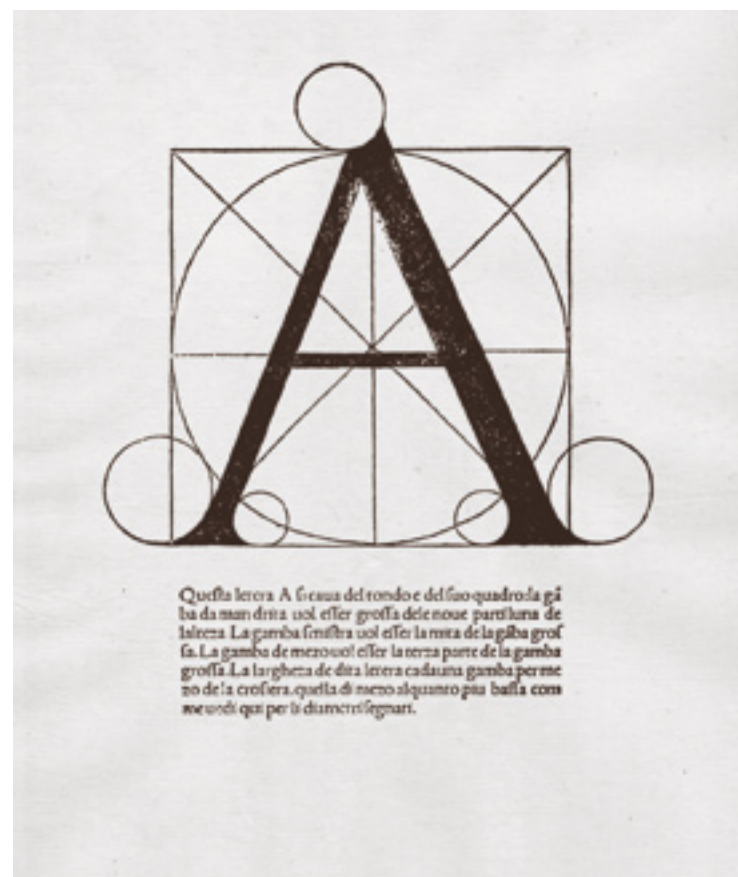 A
Questa letera A si caua del tondo e del suo quadro: la gã
ba da man drita uol esser grossa dele noue parti luna de
lalteza. La gamba sinistra uol esser la mita de la gãba gros
sa. La gamba de mezo uol esser la terza parte de la gamba
grossa. La largheza de dita letera cadauna gamba per me
zo de la crosiera. quella di mezo alquanto piu bassa com
me uedi qui per li diametri segnati.